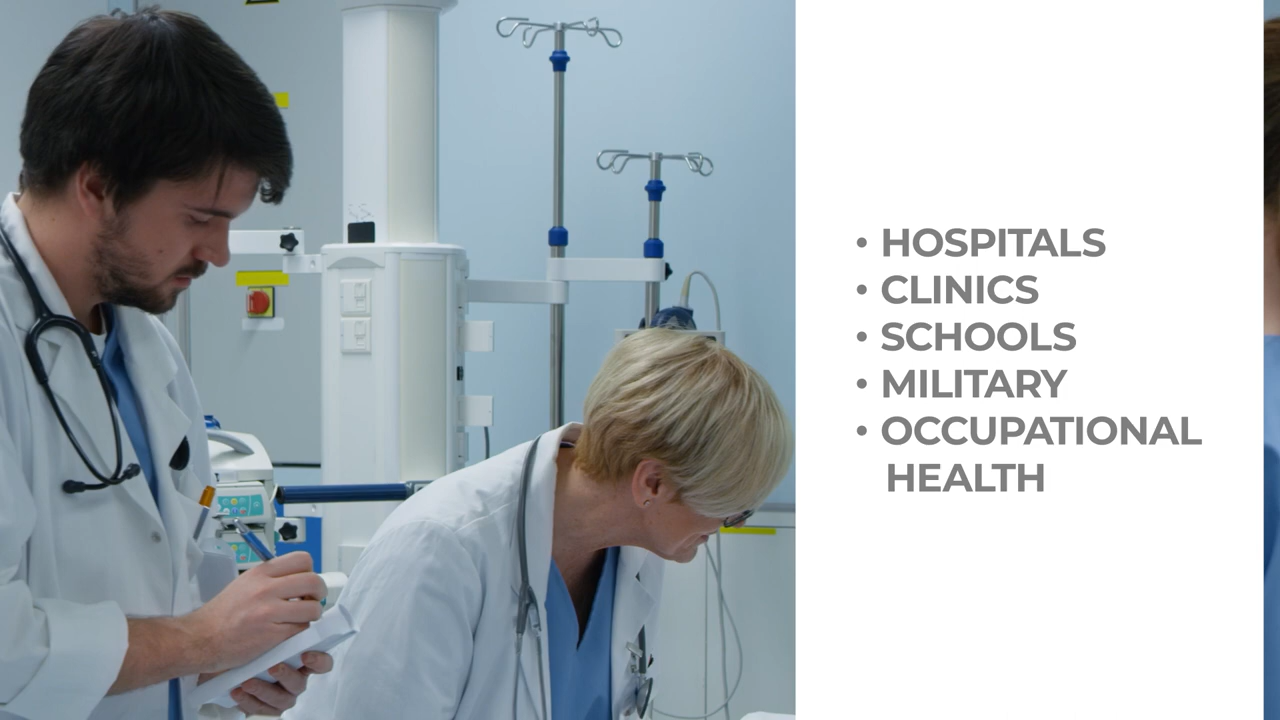 • HOSPITALS
• CLINICS
• SCHOOLS
• MILITARY
• OCCUPATIONAL
HEALTH